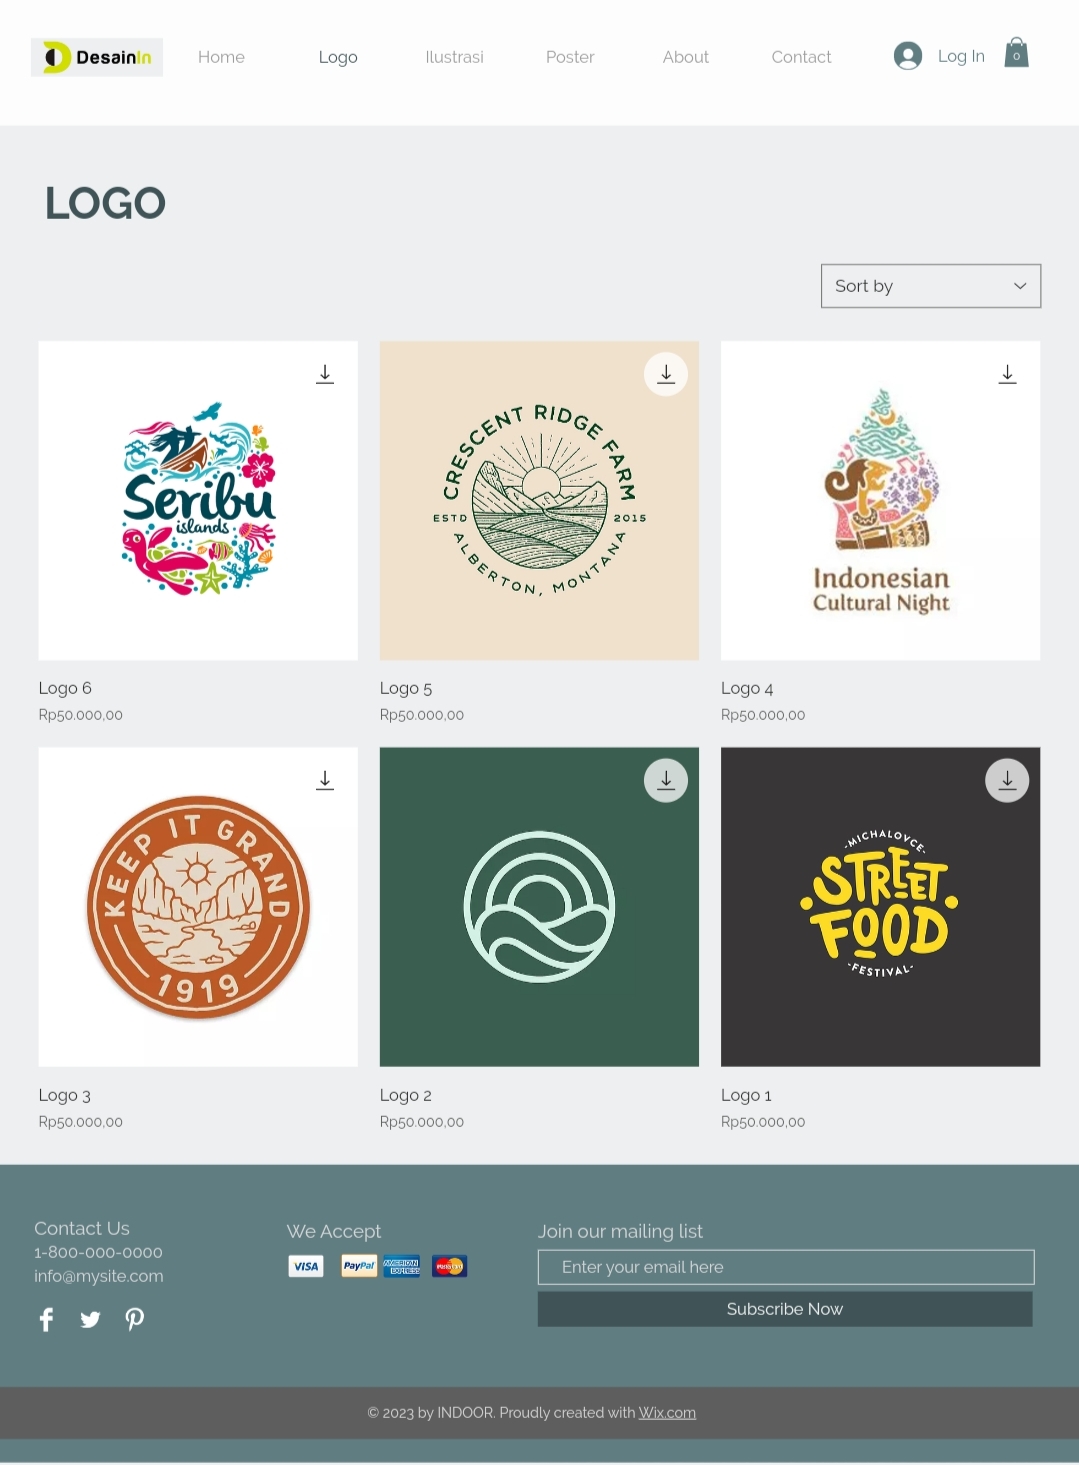 DesainIn
Home
Logo
Ilustrasi
Poster
About
Contact
Log In
0
LOGO
Sort by
Seribu
islands
CRESCENT RIDGE FARM
ESTD 2015
ALBERTON, MONTANA
Indonesian
Cultural Night
Logo 6
Rp50.000,00
Logo 5
Rp50.000,00
Logo 4
Rp50.000,00
KEEP IT GRAND
1919
-MICHALOVCE-
STREET
FOOD
-FESTIVAL-
Logo 3
Rp50.000,00
Logo 2
Rp50.000,00
Logo 1
Rp50.000,00
Contact Us
1-800-000-0000
info@mysite.com
We Accept
VISA
PayPal
AMERICAN
EXPRESS
MasterCard
Join our mailing list
Enter your email here
Subscribe Now
© 2023 by INDOOR. Proudly created with Wix.com